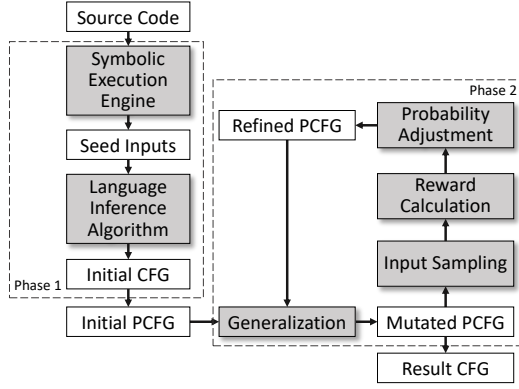 Source Code
Symbolic
Execution
Engine
Seed Inputs
Language
Inference
Algorithm
Phase 1
Initial CFG
Initial PCFG
Phase 2
Refined PCFG
Probability
Adjustment
Reward
Calculation
Input Sampling
Generalization
Mutated PCFG
Result CFG